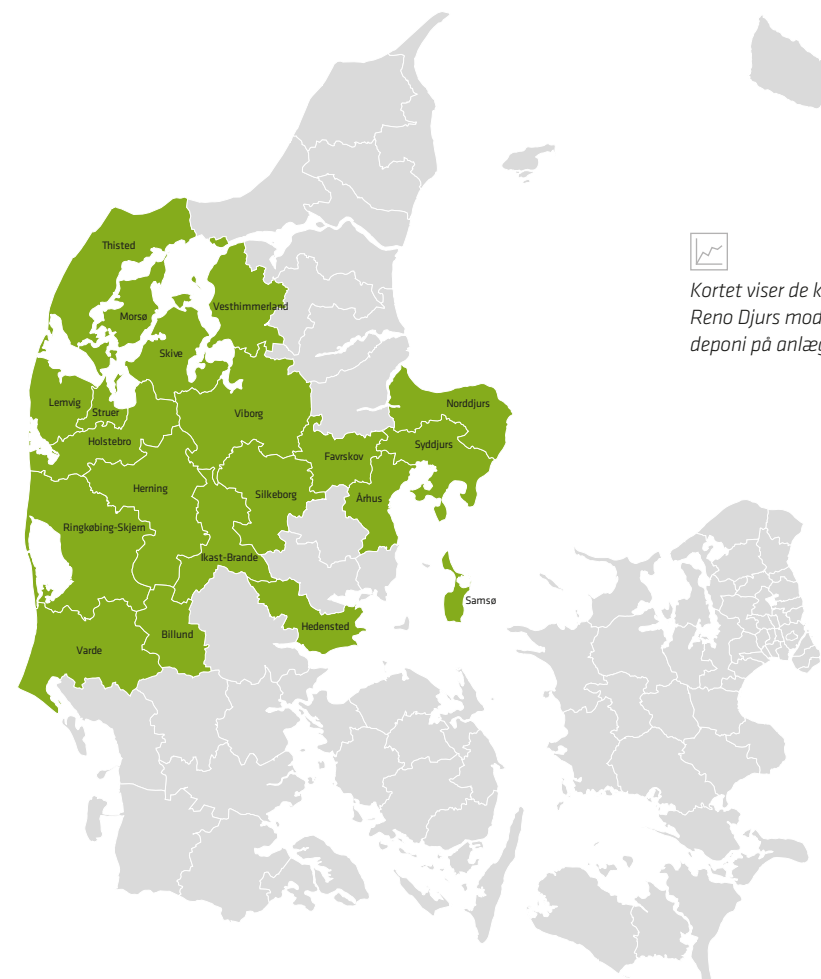 Thisted
Morsø
Vesthimmerland
Skive
Lemvig
Struer
Viborg
Norddjurs
Holstebro
Syddjurs
Favrskov
Herning
Silkeborg
Århus
Ringkøbing-Skjern
Ikast-Brande
Samsø
Hedensted
Billund
Varde
Kortet viser de k
Reno Djurs mod
deponi på anlæg